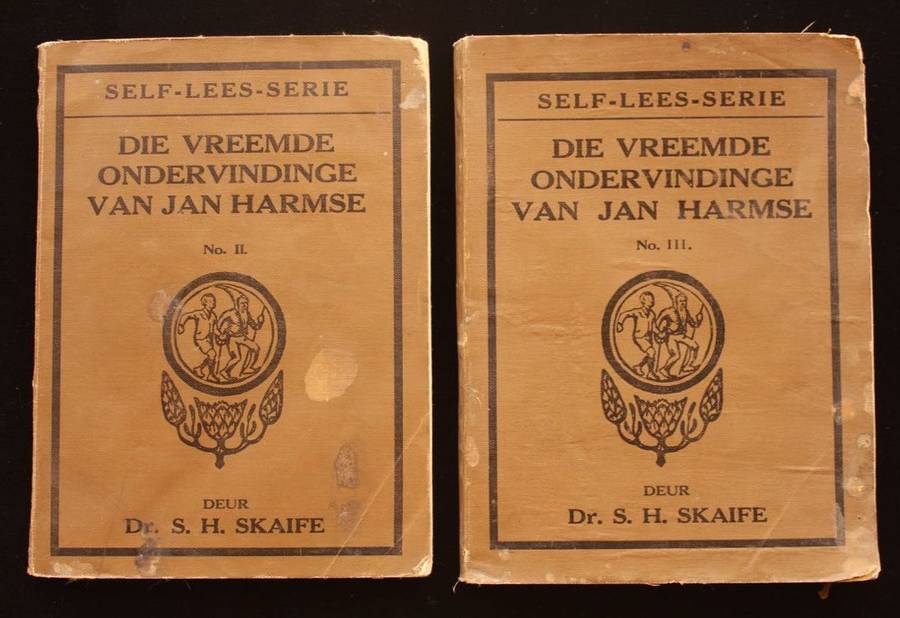 SELF-LEES-SERIE
DIE VREEMDE
ONDERVINDINGE
VAN JAN HARMSE
No. II.
DEUR
Dr. S. H. SKAIFE
SELF-LEES-SERIE
DIE VREEMDE
ONDERVINDINGE
VAN JAN HARMSE
No. III.
DEUR
Dr. S. H. SKAIFE